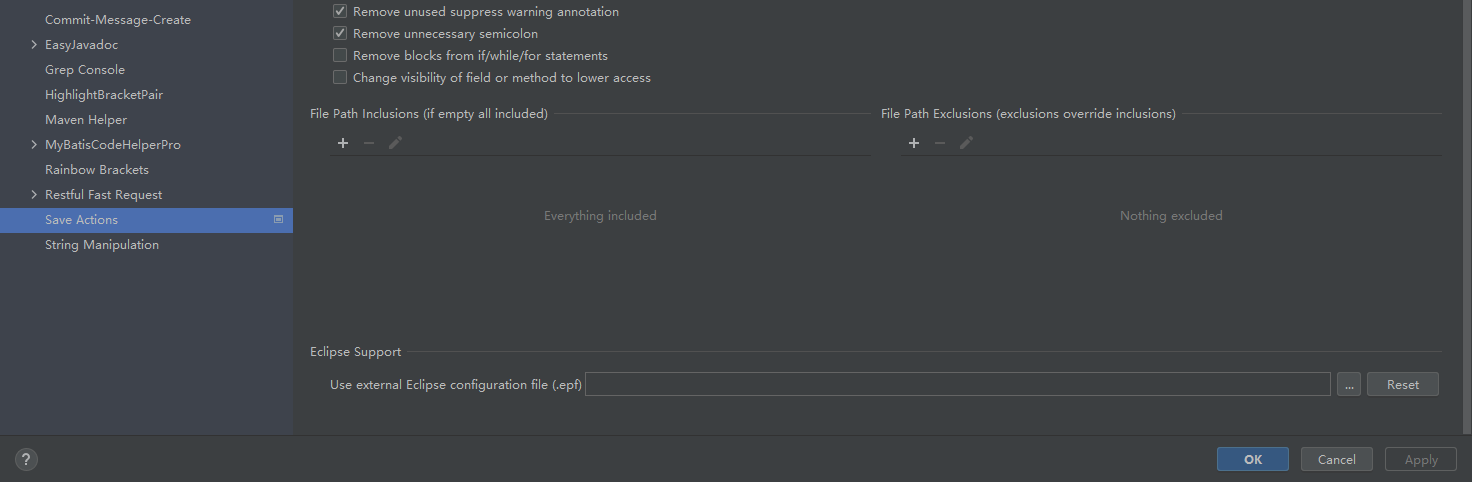 Commit-Message-Create
EasyJavadoc
Grep Console
HighlightBracketPair
Maven Helper
MyBatisCodeHelperPro
Rainbow Brackets
Restful Fast Request
Save Actions
String Manipulation
Remove unused suppress warning annotation
Remove unnecessary semicolon
Remove blocks from if/while/for statements
Change visibility of field or method to lower access
File Path Inclusions (if empty all included)
Everything included
File Path Exclusions (exclusions override inclusions)
Nothing excluded
Eclipse Support
Use external Eclipse configuration file (.epf) ... Reset
? OK Cancel Apply